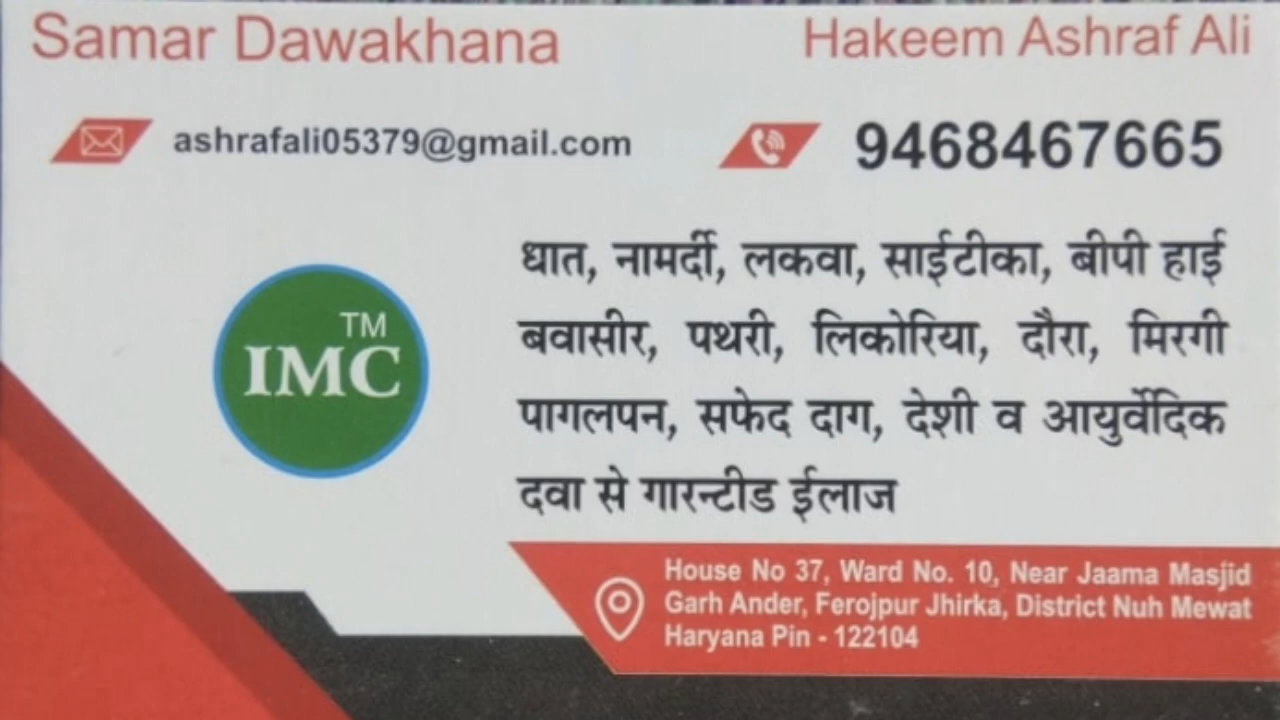 Samar Dawakhana
Hakeem Ashraf Ali
ashrafali05379@gmail.com
9468467665
TM
IMC
धात, नामर्दी, लकवा, साईटीका, बीपी हाई
बवासीर, पथरी, लिकोरिया, दौरा, मिरगी
पागलपन, सफेद दाग, देशी व आयुर्वेदिक
दवा से गारन्टीड ईलाज
House No 37, Ward No. 10, Near Jaama Masjid
Garh Ander, Ferojpur Jhirka, District Nuh Mewat
Haryana Pin - 122104